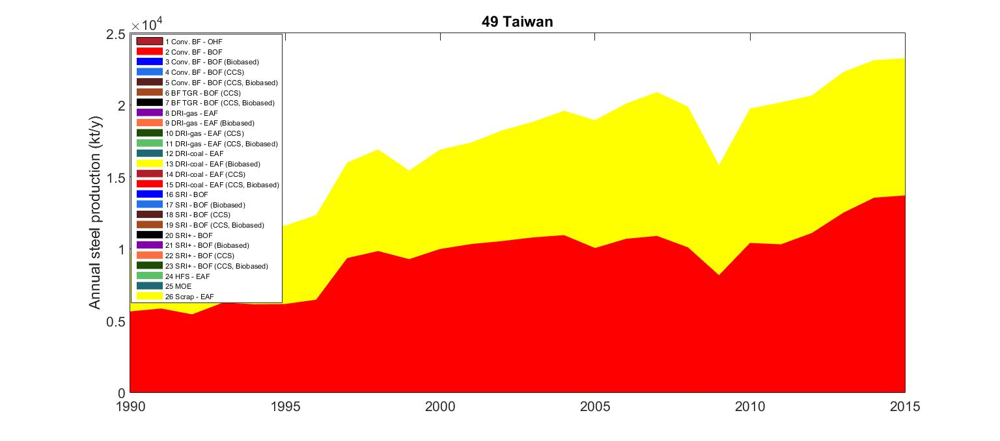 49 Taiwan
×10^4
2.5
2
1.5
1
0.5
0
Annual steel production (kt/y)
1 Conv. BF - OHF
2 Conv. BF - BOF
3 Conv. BF - BOF (Biobased)
4 Conv. BF - BOF (CCS)
5 Conv. BF - BOF (CCS, Biobased)
6 BF TGR - BOF (CCS)
7 BF TGR - BOF (CCS, Biobased)
8 DRI-gas - EAF
9 DRI-gas - EAF (Biobased)
10 DRI-gas - EAF (CCS)
11 DRI-gas - EAF (CCS, Biobased)
12 DRI-coal - EAF
13 DRI-coal - EAF (Biobased)
14 DRI-coal - EAF (CCS)
15 DRI-coal - EAF (CCS, Biobased)
16 SRI - BOF
17 SRI - BOF (Biobased)
18 SRI - BOF (CCS)
19 SRI - BOF (CCS, Biobased)
20 SRI+ - BOF
21 SRI+ - BOF (Biobased)
22 SRI+ - BOF (CCS)
23 SRI+ - BOF (CCS, Biobased)
24 HFS - EAF
25 MOE
26 Scrap - EAF
1990 1995 2000 2005 2010 2015